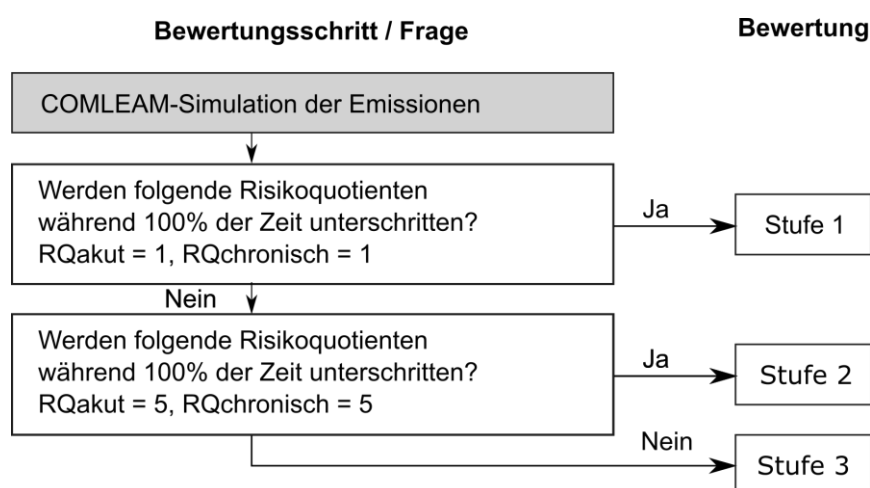 Bewertungsschritt / Frage
Bewertung
COMLEAM-Simulation der Emissionen
Werden folgende Risikoquotienten
während 100% der Zeit unterschritten?
RQakut = 1, RQchronisch = 1
Ja
Stufe 1
Nein
Werden folgende Risikoquotienten
während 100% der Zeit unterschritten?
RQakut = 5, RQchronisch = 5
Ja
Stufe 2
Nein
Stufe 3